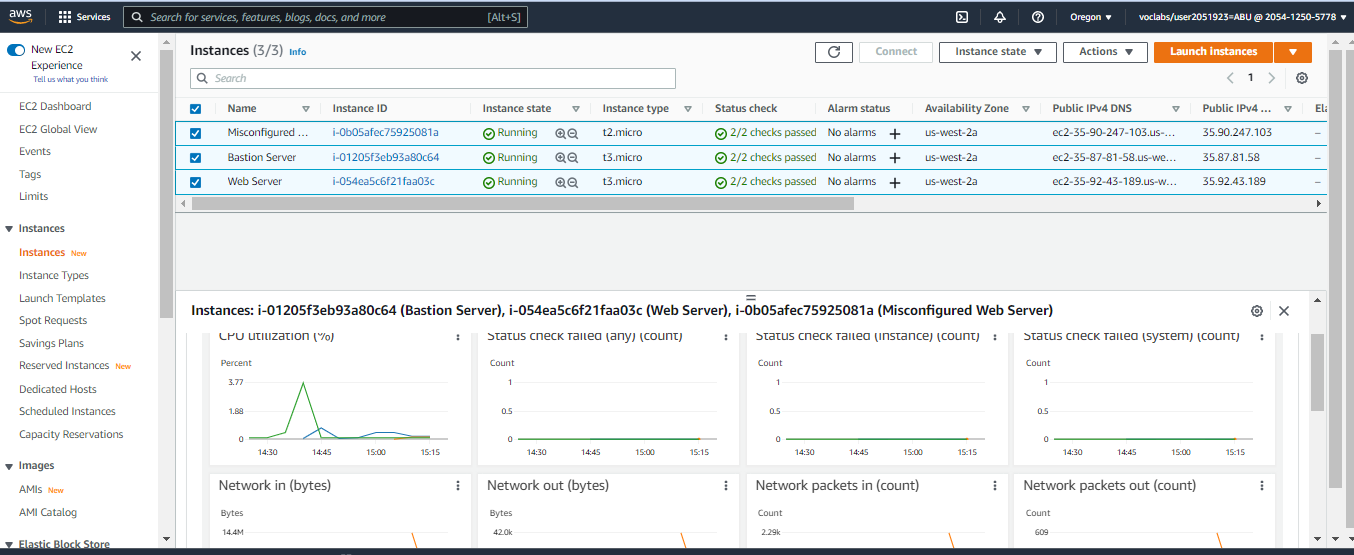 aws Services Search for services, features, blogs, docs, and more [Alt+S] Oregon ▼ voclabs/user2051923=ABU @ 2054-1250-5778 ▼
New EC2
Experience
Tell us what you think
EC2 Dashboard
EC2 Global View
Events
Tags
Limits
Instances
Instances New
Instance Types
Launch Templates
Spot Requests
Savings Plans
Reserved Instances New
Dedicated Hosts
Scheduled Instances
Capacity Reservations
Images
AMIs New
AMI Catalog
Elastic Block Store
Instances (3/3) Info
Connect Instance state ▼ Actions ▼ Launch instances ▼
Search
1
Name Instance ID Instance state Instance type Status check Alarm status Availability Zone Public IPv4 DNS Public IPv4 ... Ela
Misconfigured ... i-0b05afec75925081a Running t2.micro 2/2 checks passed No alarms + us-west-2a ec2-35-90-247-103.us-... 35.90.247.103 –
Bastion Server i-01205f3eb93a80c64 Running t3.micro 2/2 checks passed No alarms + us-west-2a ec2-35-87-81-58.us-we... 35.87.81.58 –
Web Server i-054ea5c6f21faa03c Running t3.micro 2/2 checks passed No alarms + us-west-2a ec2-35-92-43-189.us-w... 35.92.43.189 –
Instances: i-01205f3eb93a80c64 (Bastion Server), i-054ea5c6f21faa03c (Web Server), i-0b05afec75925081a (Misconfigured Web Server)
CPU utilization (%)
Percent
3.77
1.88
0
14:30 14:45 15:00 15:15
Status check failed (any) (count)
Count
1
0.5
0
14:30 14:45 15:00 15:15
Status check failed (instance) (count)
Count
1
0.5
0
14:30 14:45 15:00 15:15
Status check failed (system) (count)
Count
1
0.5
0
14:30 14:45 15:00 15:15
Network in (bytes)
Bytes
14.4M
Network out (bytes)
Bytes
42.0k
Network packets in (count)
Count
2.29k
Network packets out (count)
Count
609